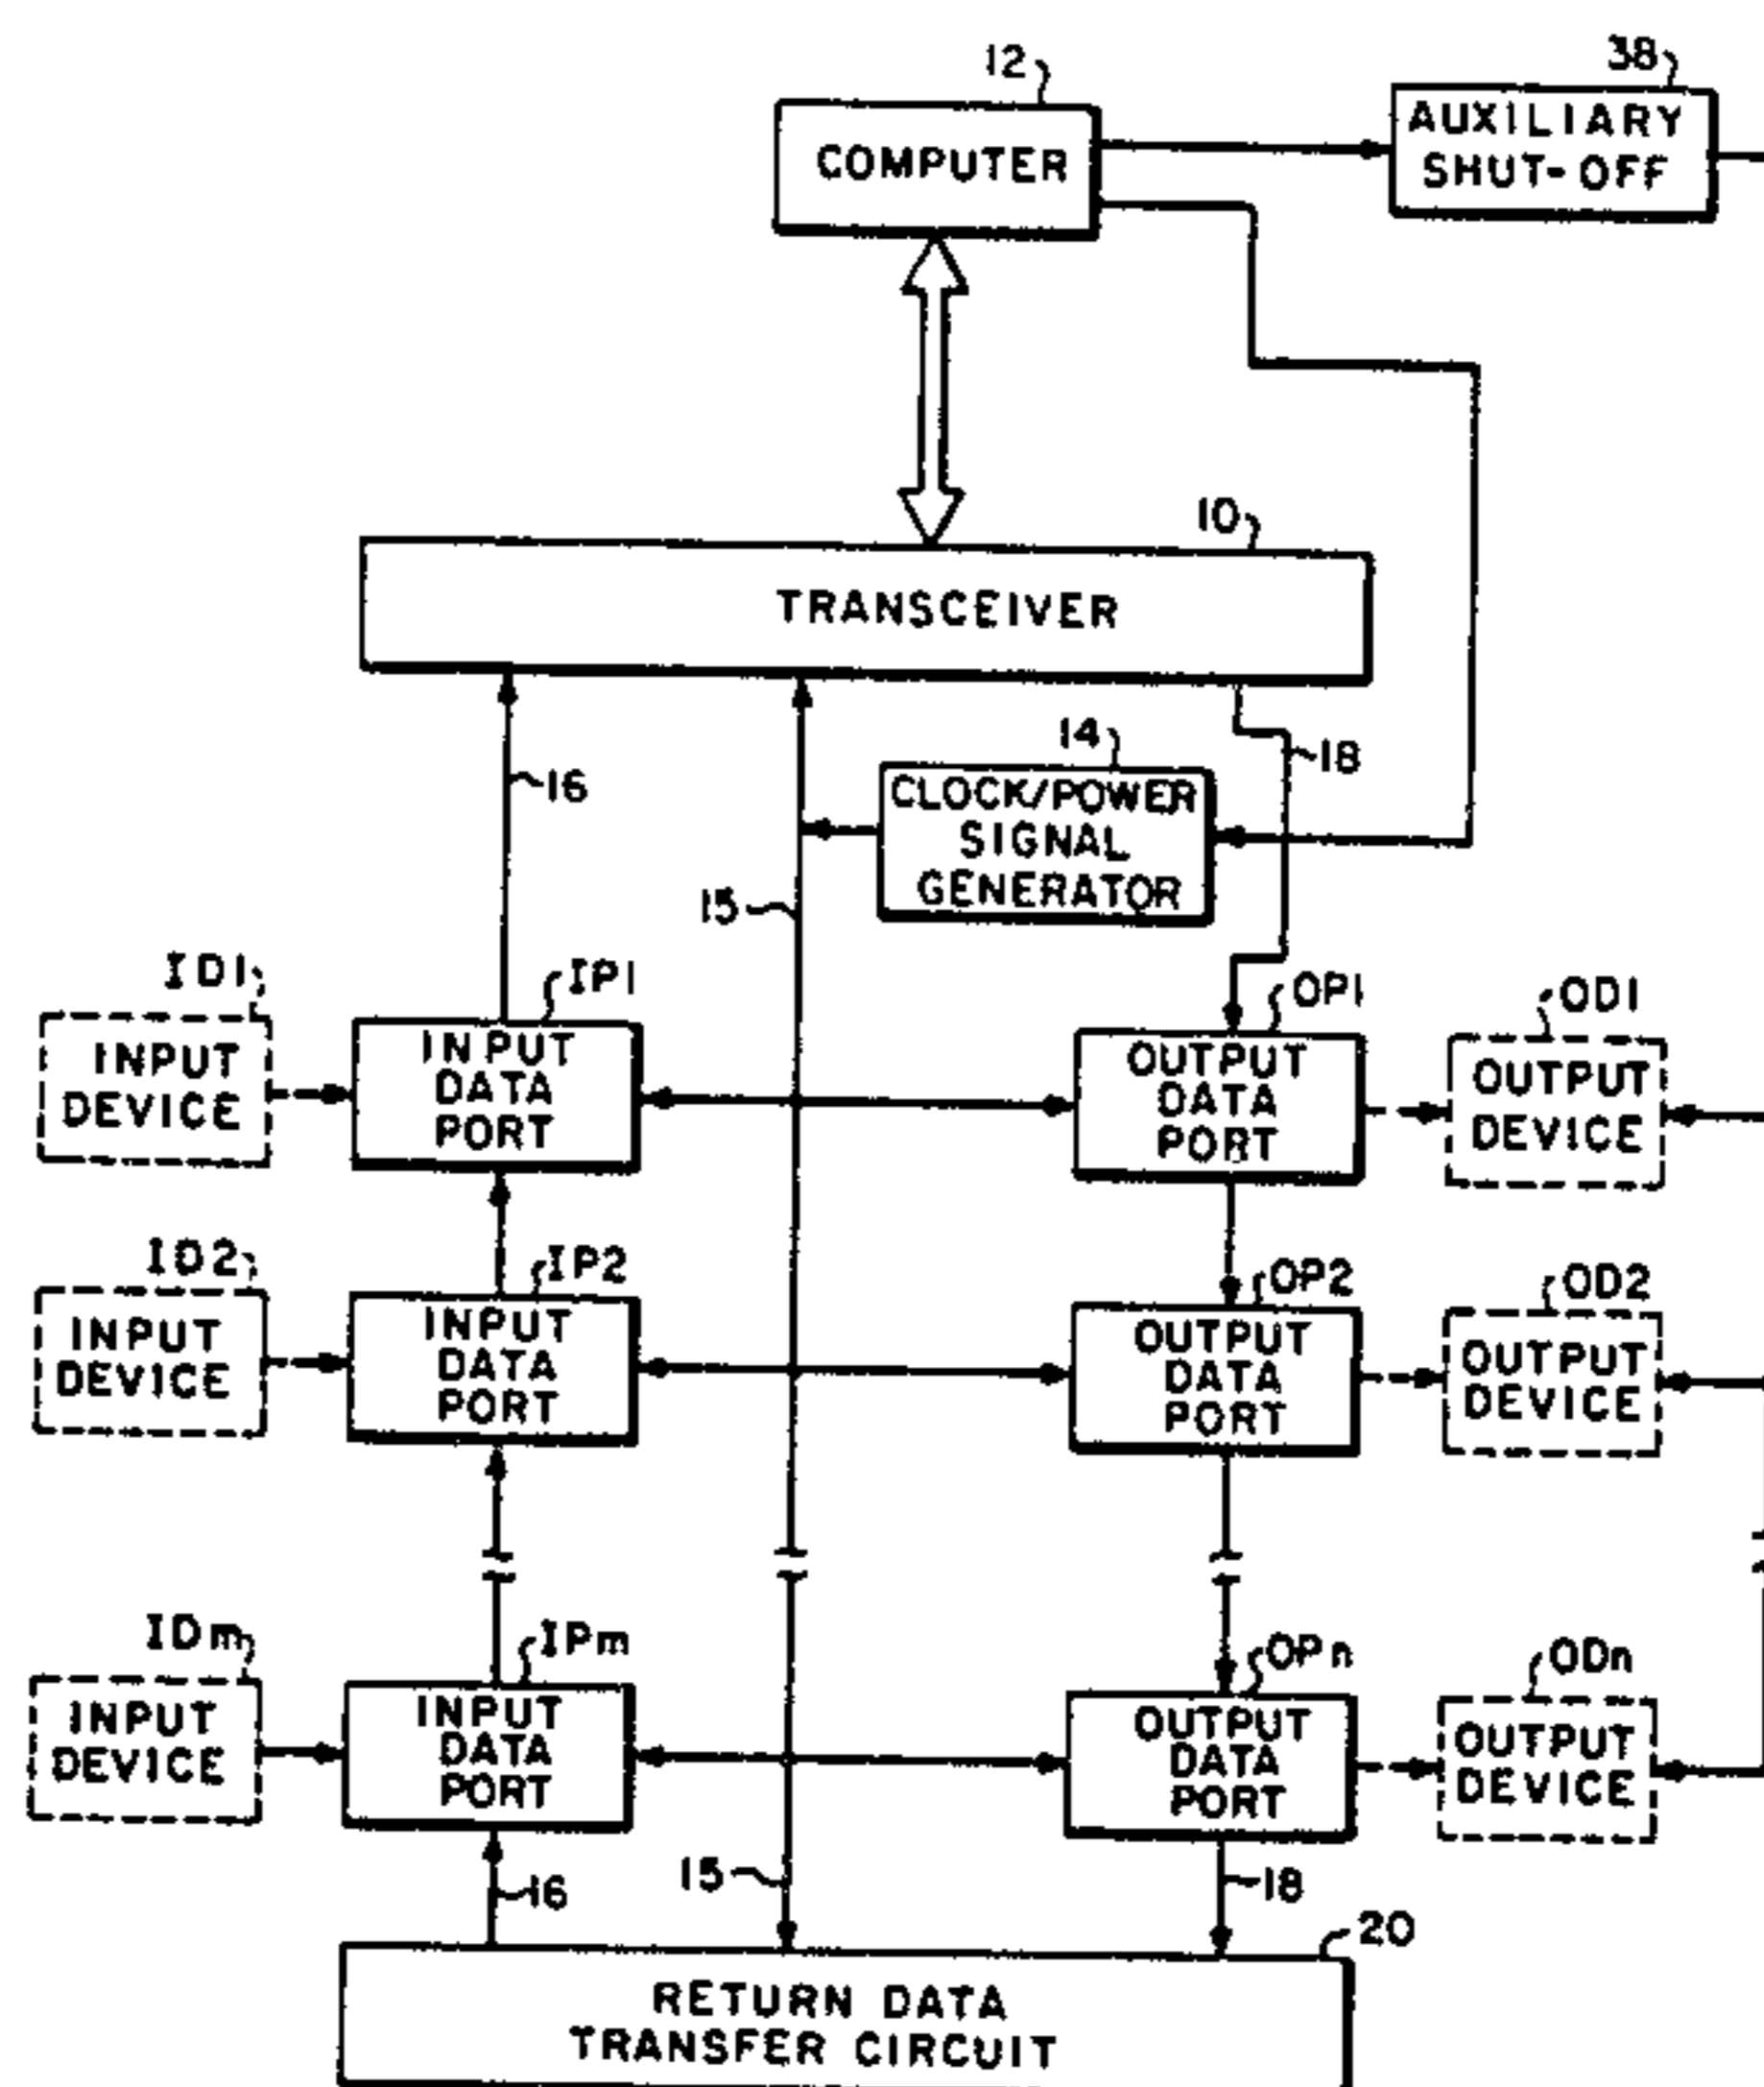 12
38
COMPUTER
AUXILIARY
SHUT-OFF
10
TRANSCEIVER
14
18
16
CLOCK/POWER
SIGNAL
GENERATOR
15
ID1
IP1
OP1
OD1
INPUT
DEVICE
INPUT
DATA
PORT
OUTPUT
DATA
PORT
OUTPUT
DEVICE
ID2
IP2
OP2
OD2
INPUT
DEVICE
INPUT
DATA
PORT
OUTPUT
DATA
PORT
OUTPUT
DEVICE
IDm
IPm
OPn
ODn
INPUT
DEVICE
INPUT
DATA
PORT
OUTPUT
DATA
PORT
OUTPUT
DEVICE
16
15
18
20
RETURN DATA
TRANSFER CIRCUIT